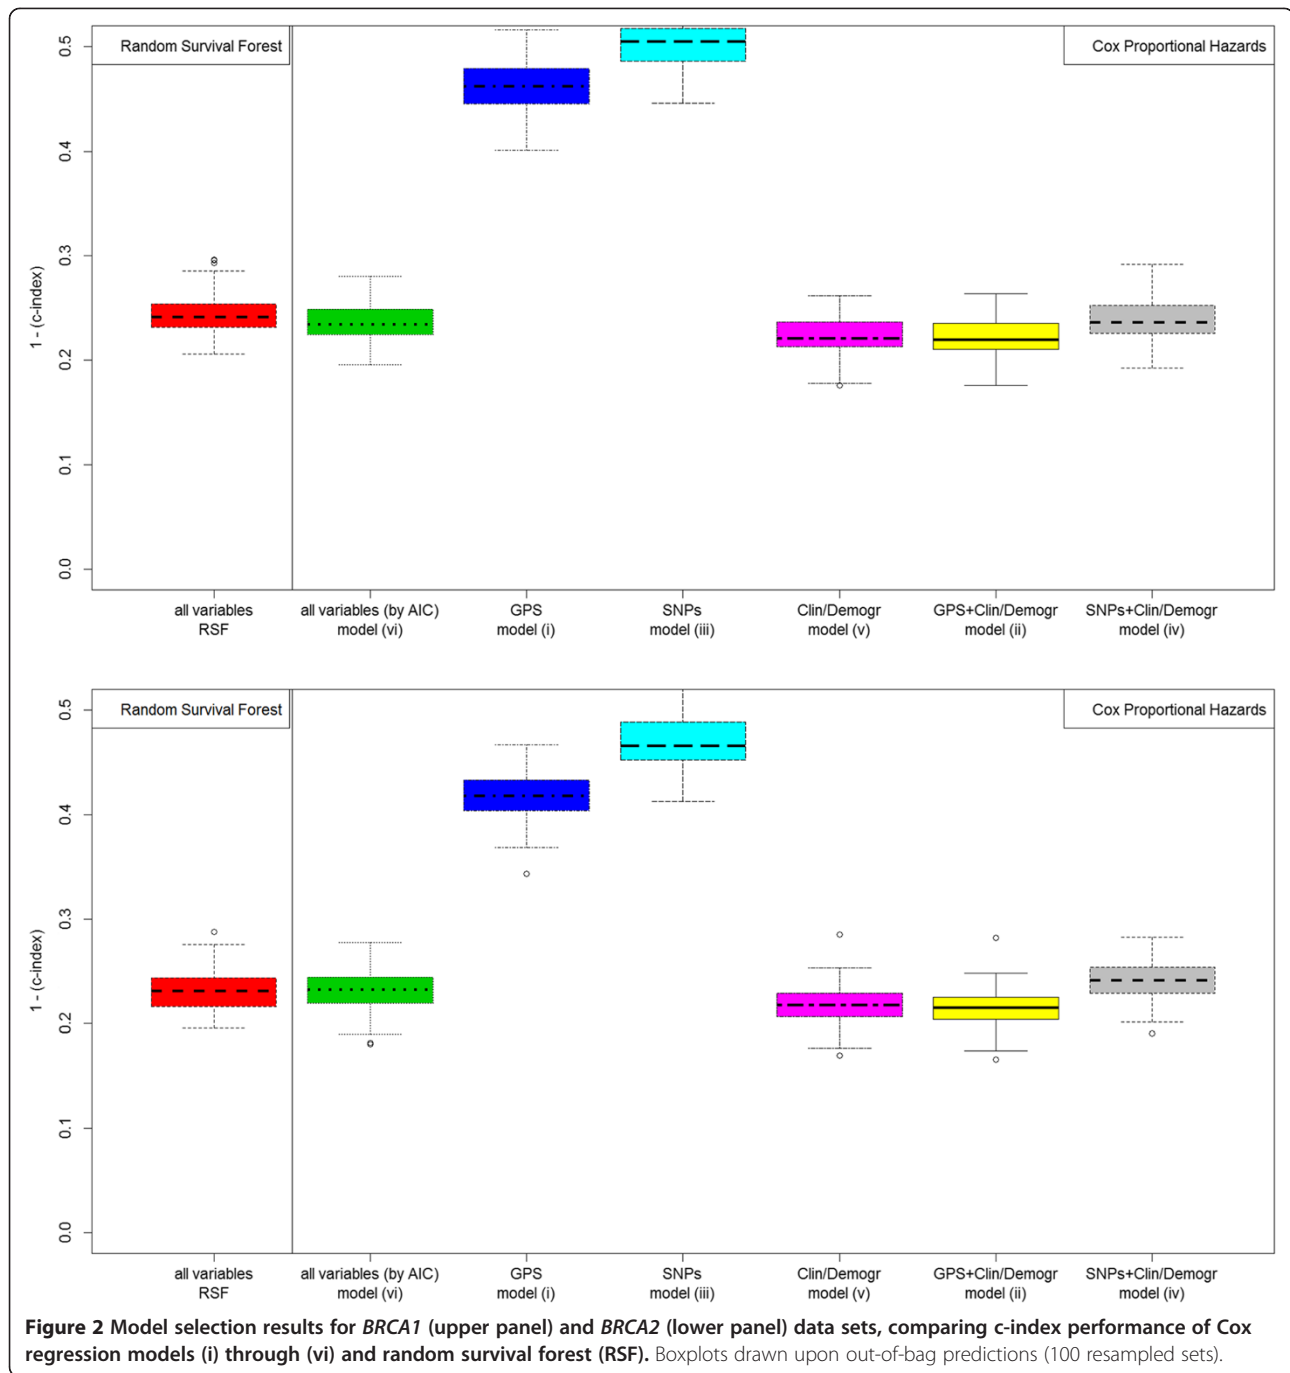 Random Survival Forest
Cox Proportional Hazards
0.5
0.4
0.3
0.2
0.1
0.0
1 - (c-index)
all variables
RSF
all variables (by AIC)
model (vi)
GPS
model (i)
SNPs
model (iii)
Clin/Demogr
model (v)
GPS+Clin/Demogr
model (ii)
SNPs+Clin/Demogr
model (iv)
Random Survival Forest
Cox Proportional Hazards
0.5
0.4
0.3
0.2
0.1
0.0
1 - (c-index)
all variables
RSF
all variables (by AIC)
model (vi)
GPS
model (i)
SNPs
model (iii)
Clin/Demogr
model (v)
GPS+Clin/Demogr
model (ii)
SNPs+Clin/Demogr
model (iv)
Figure 2 Model selection results for BRCA1 (upper panel) and BRCA2 (lower panel) data sets, comparing c-index performance of Cox
regression models (i) through (vi) and random survival forest (RSF). Boxplots drawn upon out-of-bag predictions (100 resampled sets).